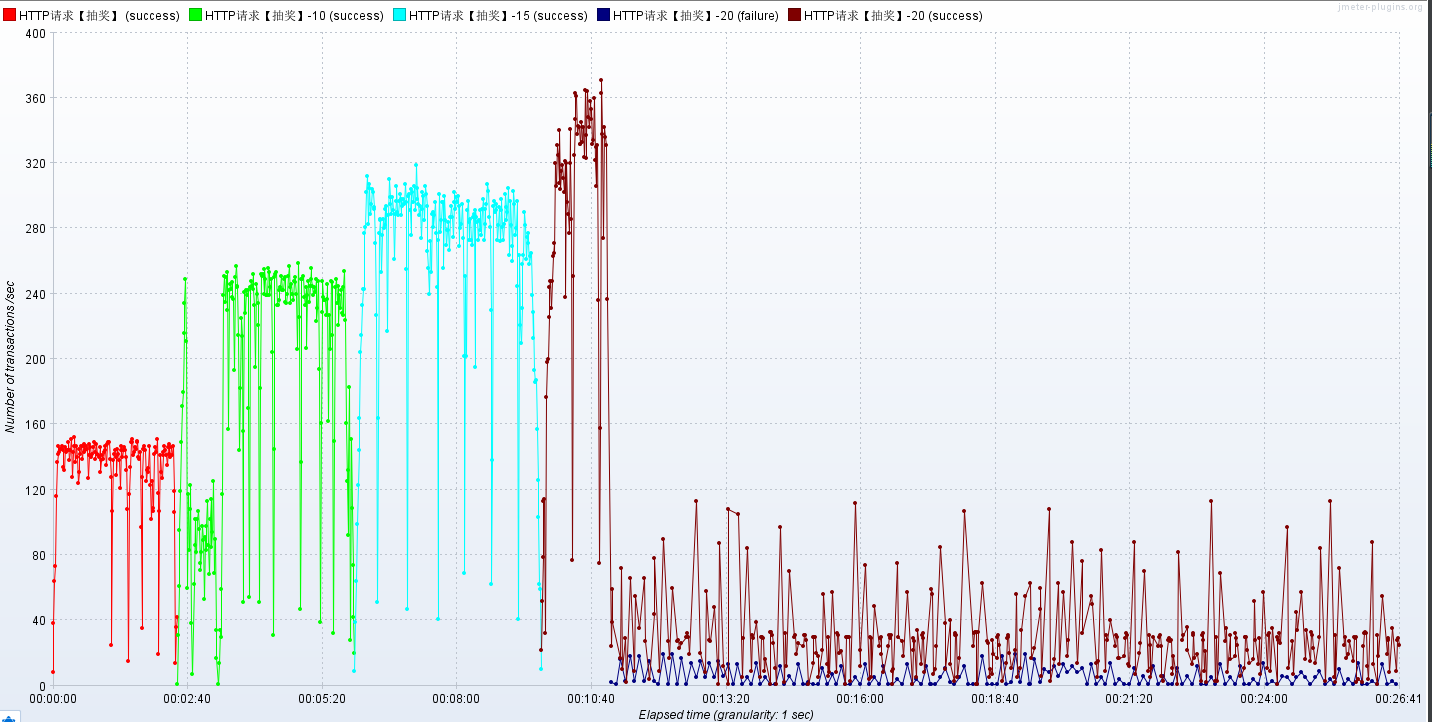 jmeter-plugins.org
HTTP请求【抽奖】 (success) HTTP请求【抽奖】-10 (success) HTTP请求【抽奖】-15 (success) HTTP请求【抽奖】-20 (failure) HTTP请求【抽奖】-20 (success)
400
360
320
280
240
200
160
120
80
40
0
Number of transactions/sec
00:00:00 00:02:40 00:05:20 00:08:00 00:10:40 00:13:20 00:16:00 00:18:40 00:21:20 00:24:00 00:26:41
Elapsed time (granularity: 1 sec)